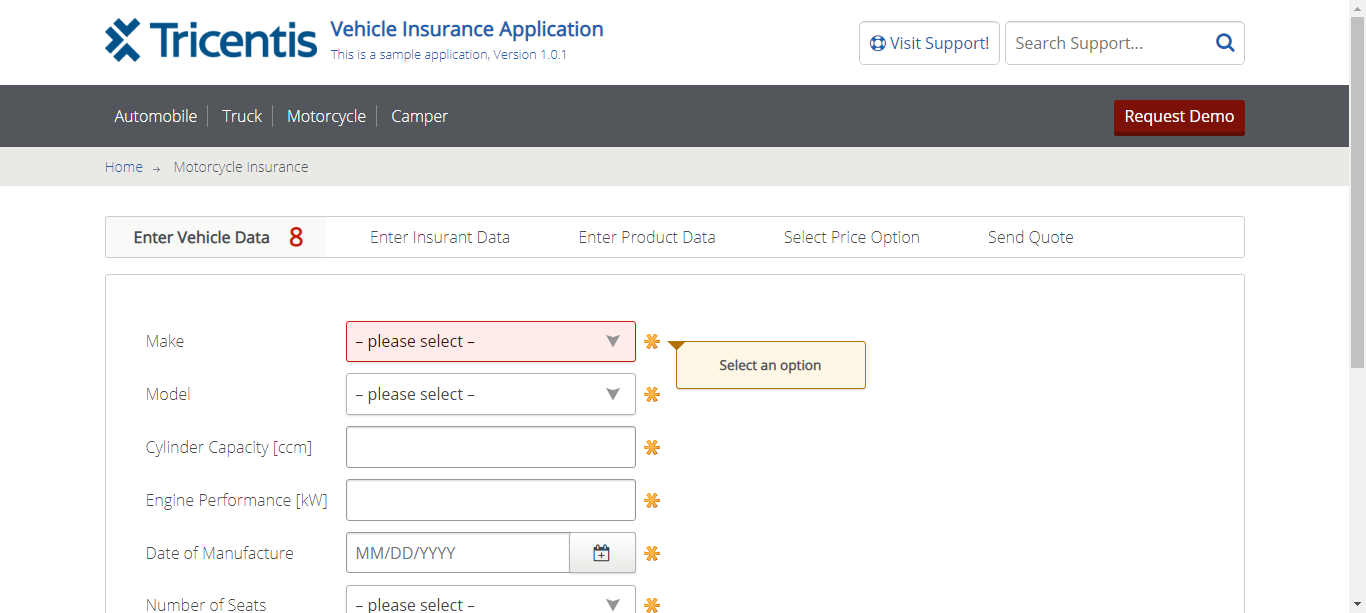 Tricentis
Vehicle Insurance Application
This is a sample application, Version 1.0.1
Visit Support!
Search Support...
Automobile
Truck
Motorcycle
Camper
Request Demo
Home → Motorcycle Insurance
Enter Vehicle Data 8
Enter Insurant Data
Enter Product Data
Select Price Option
Send Quote
Make
– please select –
Select an option
Model
– please select –
Cylinder Capacity [ccm]
Engine Performance [kW]
Date of Manufacture
MM/DD/YYYY
Number of Seats
– please select –